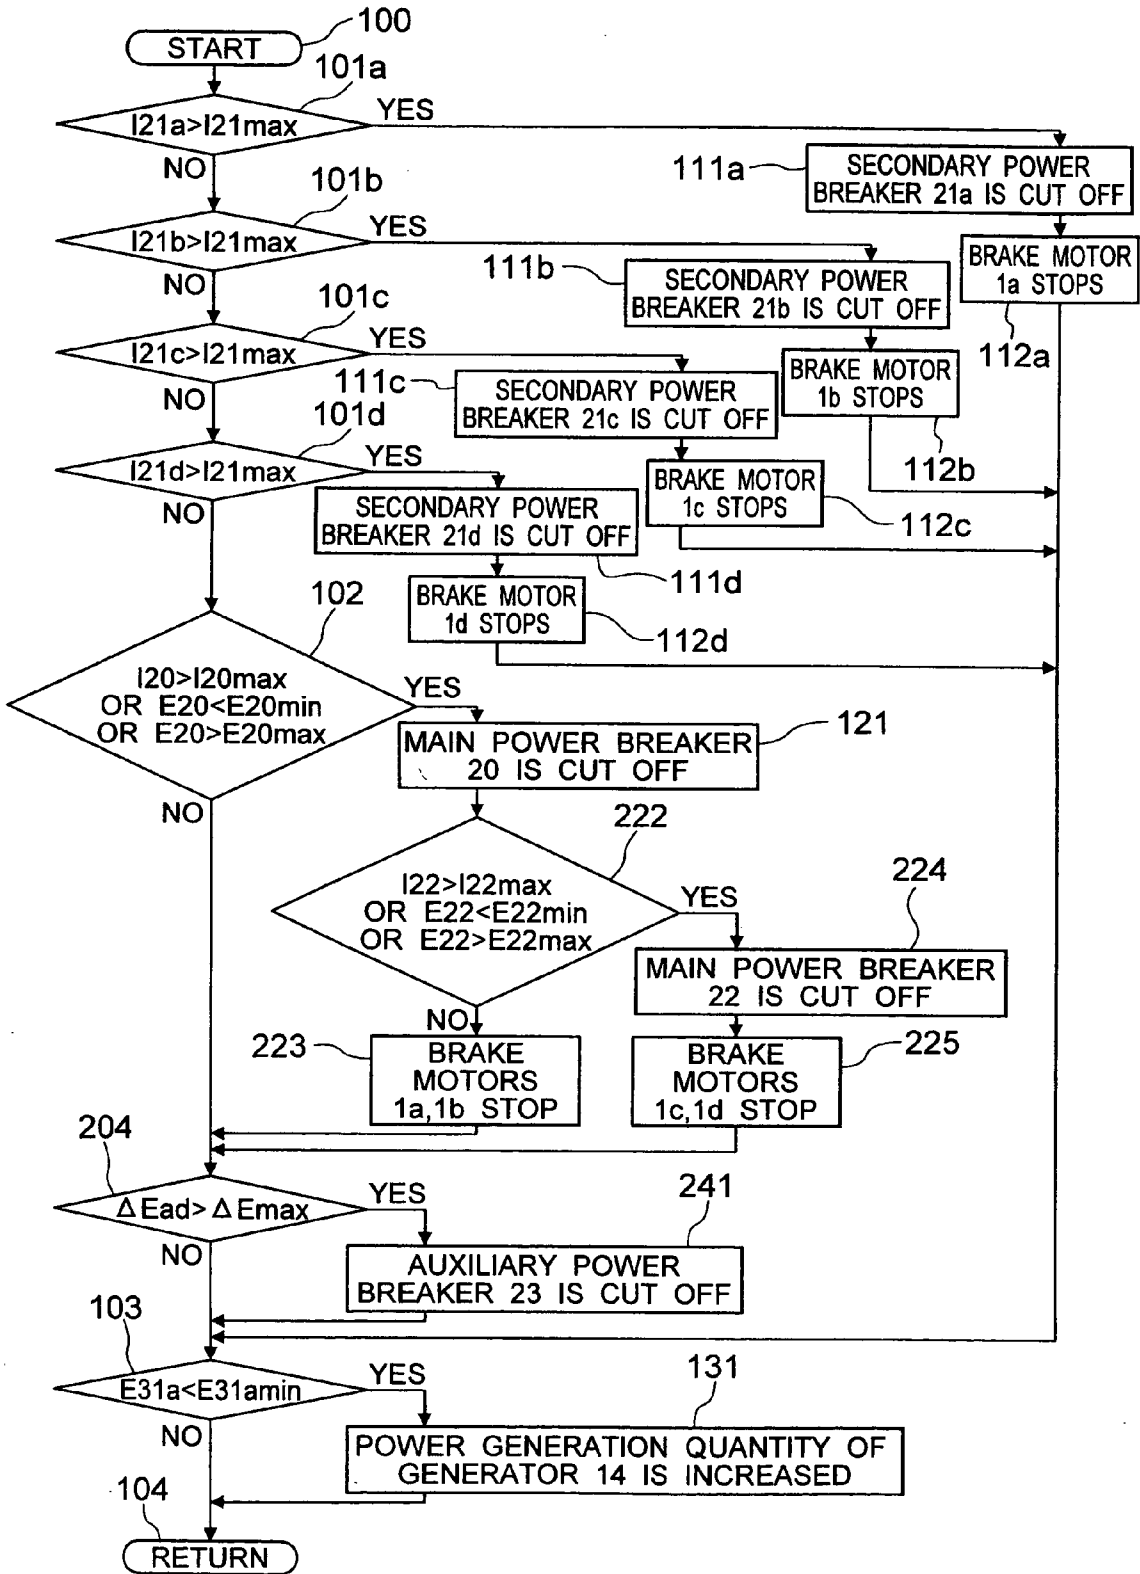 100
START
101a
I21a>I21max
YES
NO
111a
SECONDARY POWER
BREAKER 21a IS CUT OFF
101b
I21b>I21max
YES
NO
BRAKE MOTOR
1a STOPS
112a
111b
SECONDARY POWER
BREAKER 21b IS CUT OFF
101c
I21c>I21max
YES
NO
BRAKE MOTOR
1b STOPS
112b
111c
SECONDARY POWER
BREAKER 21c IS CUT OFF
101d
I21d>I21max
YES
NO
BRAKE MOTOR
1c STOPS
112c
SECONDARY POWER
BREAKER 21d IS CUT OFF
111d
BRAKE MOTOR
1d STOPS
112d
102
I20>I20max
OR E20<E20min
OR E20>E20max
YES
NO
121
MAIN POWER BREAKER
20 IS CUT OFF
222
I22>I22max
OR E22<E22min
OR E22>E22max
YES
NO
224
MAIN POWER BREAKER
22 IS CUT OFF
223
BRAKE
MOTORS
1a,1b STOP
225
BRAKE
MOTORS
1c,1d STOP
204
ΔEad>ΔEmax
YES
NO
241
AUXILIARY POWER
BREAKER 23 IS CUT OFF
103
E31a<E31amin
YES
NO
131
POWER GENERATION QUANTITY OF
GENERATOR 14 IS INCREASED
104
RETURN